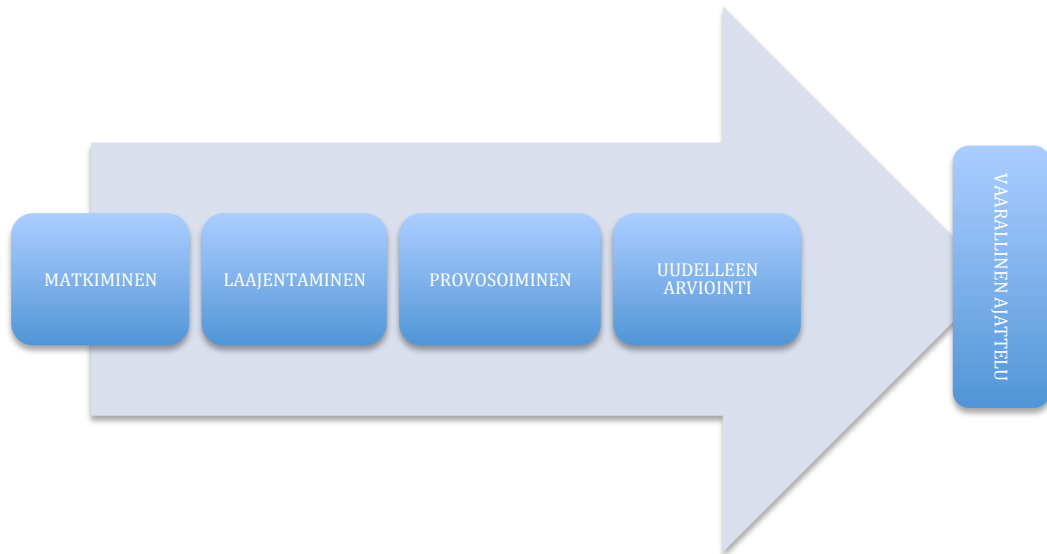 MATKIMINEN
LAAJENTAMINEN
PROVOSOIMINEN
UUDELLEEN
ARVIOINTI
VAARALLINEN AJATTELU